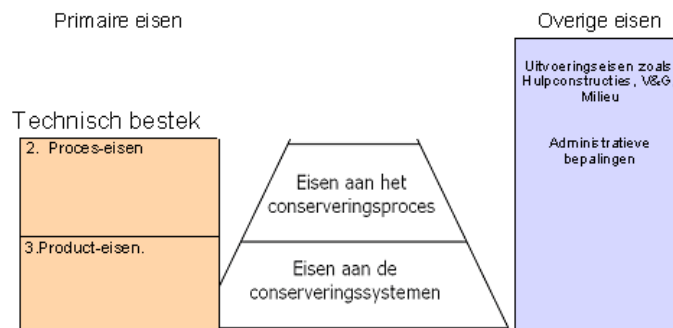 Primaire eisen
Overige eisen
Uitvoeringseisen zoals
Hulpconstructies, V&G
Milieu
Administratieve
bepalingen
Technisch bestek
2. Proces-eisen
3.Product-eisen.
Eisen aan het
conserveringsproces
Eisen aan de
conserveringssystemen